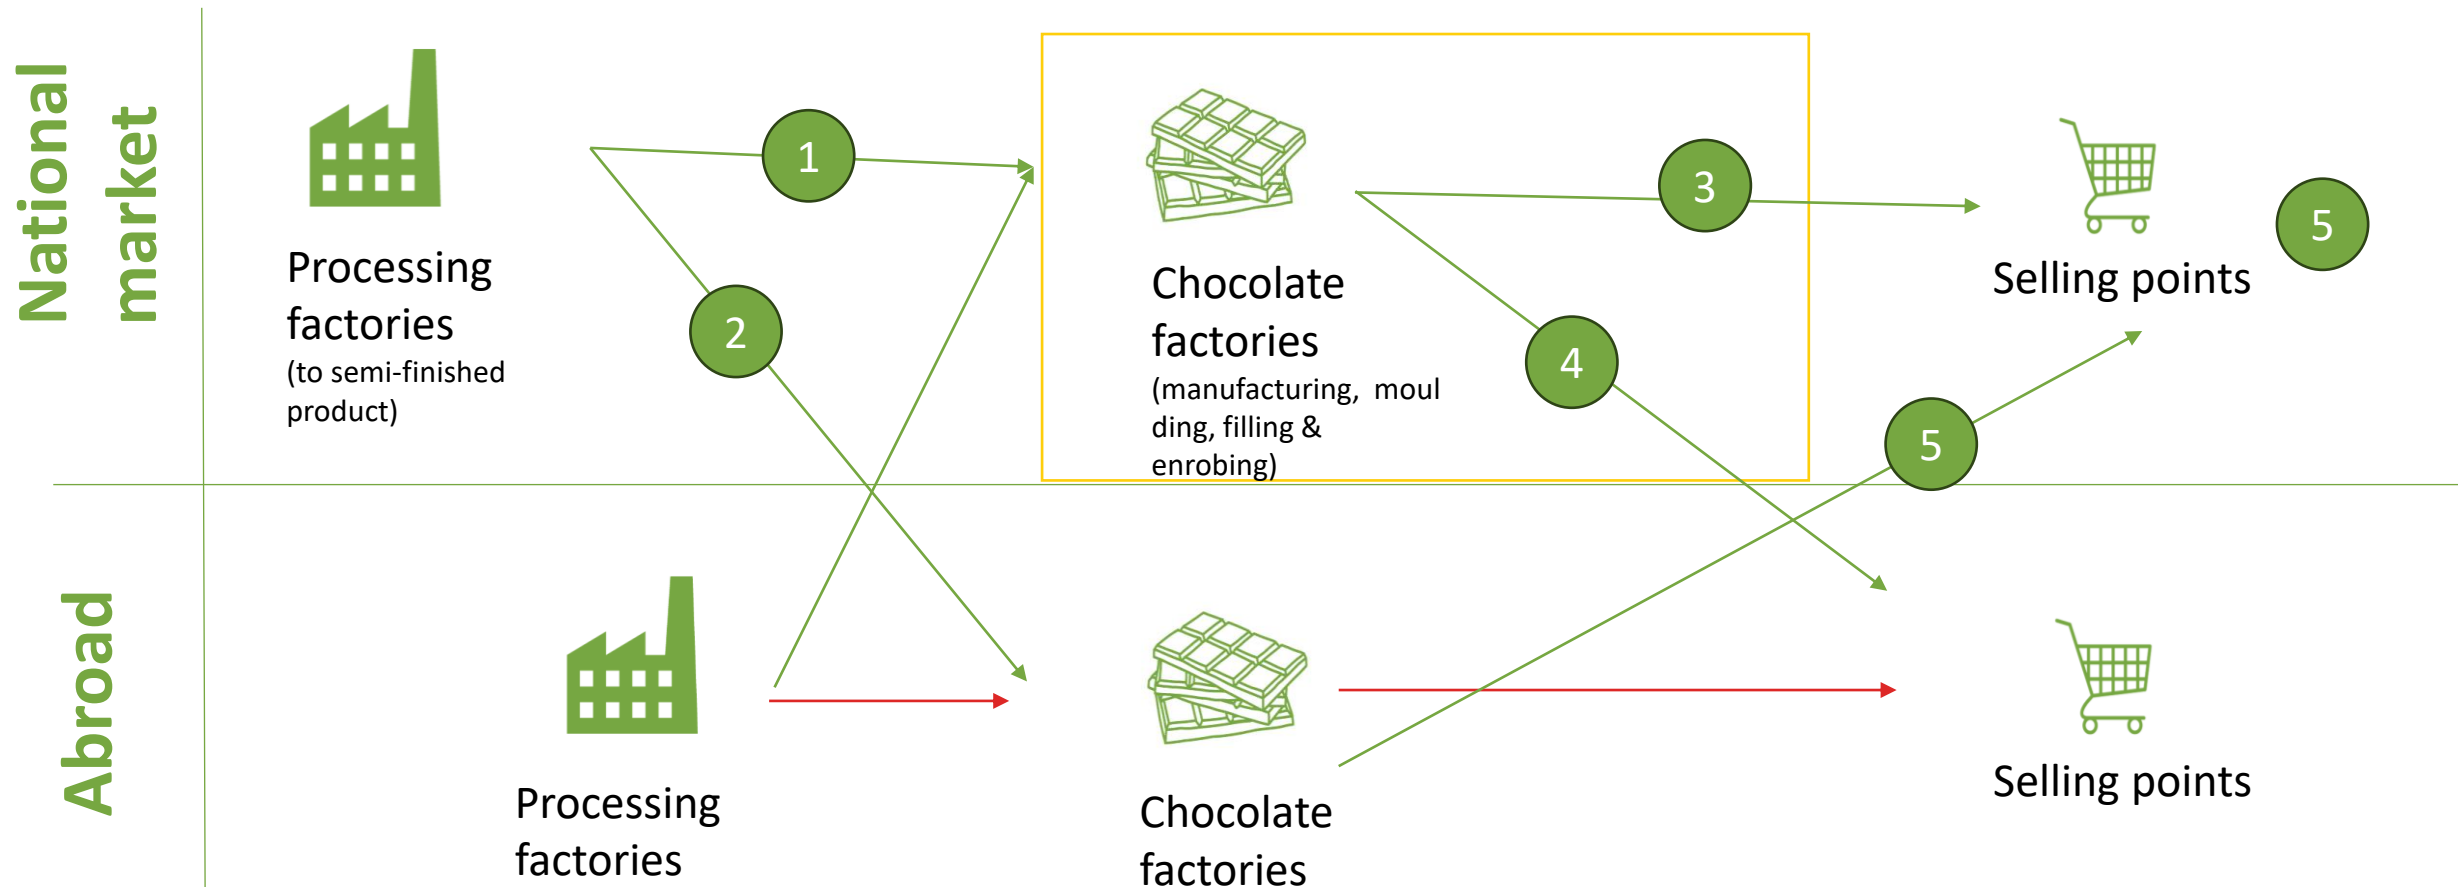 National
market
1
3
5
Processing
factories
(to semi-finished
product)
2
Chocolate
factories
(manufacturing, moul
ding, filling &
enrobing)
4
Selling points
5
Abroad
Processing
factories
Chocolate
factories
Selling points